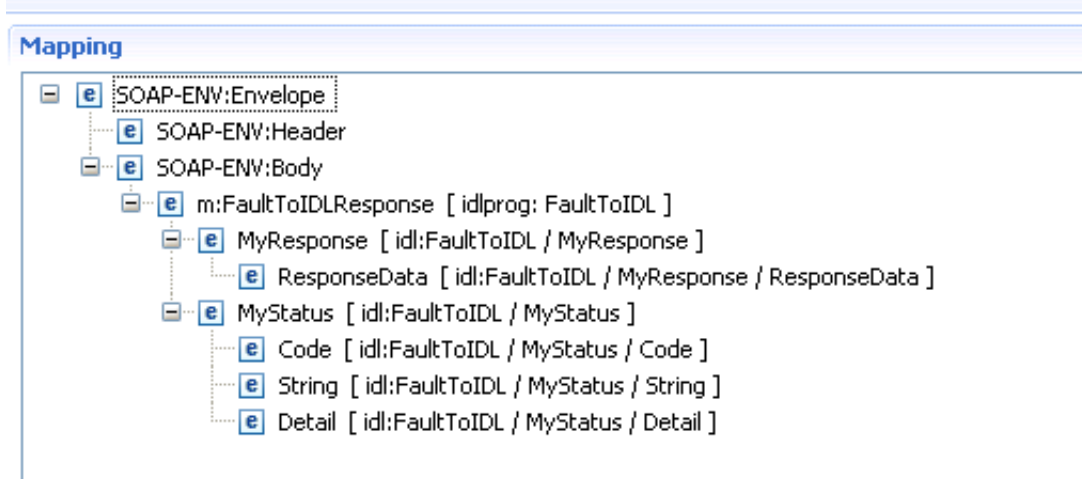 Mapping
SOAP-ENV:Envelope
SOAP-ENV:Header
SOAP-ENV:Body
m:FaultToIDLResponse [ idlprog: FaultToIDL ]
MyResponse [ idl:FaultToIDL / MyResponse ]
ResponseData [ idl:FaultToIDL / MyResponse / ResponseData ]
MyStatus [ idl:FaultToIDL / MyStatus ]
Code [ idl:FaultToIDL / MyStatus / Code ]
String [ idl:FaultToIDL / MyStatus / String ]
Detail [ idl:FaultToIDL / MyStatus / Detail ]